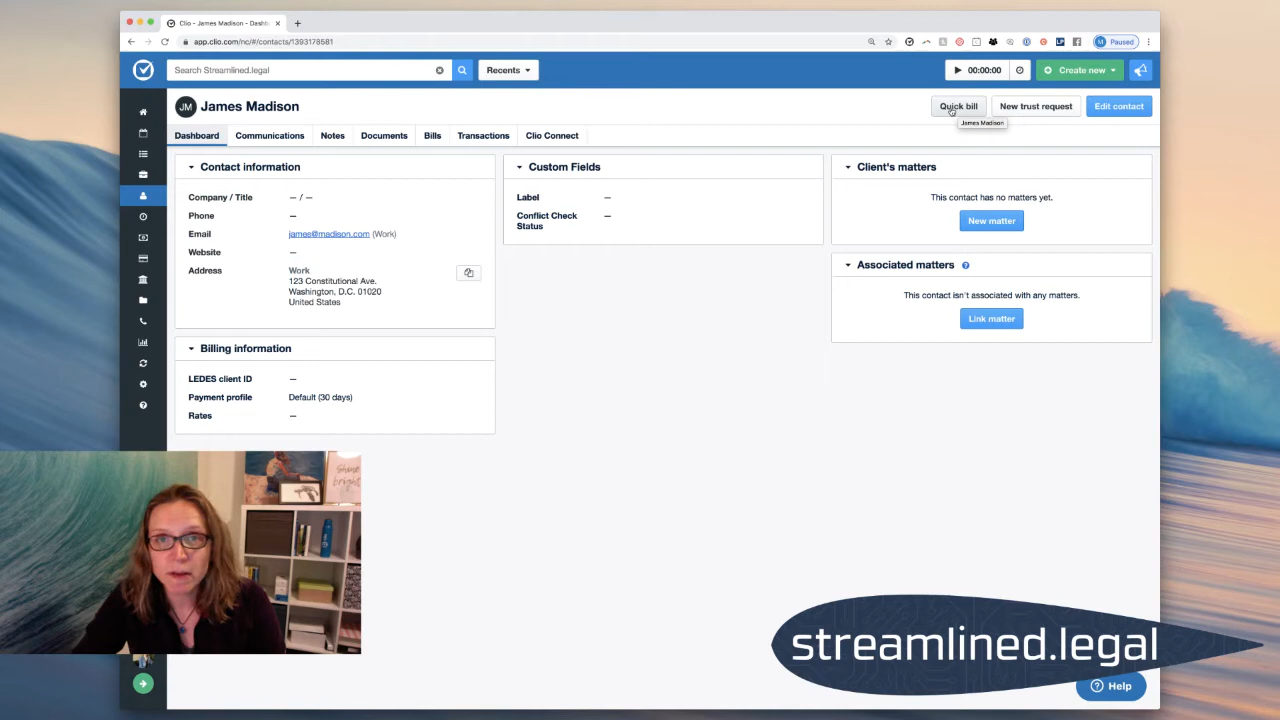 Clio - James Madison - Dashb
app.clio.com/nc/#/contacts/1393178581
Paused
Search Streamlined.legal
Recents
00:00:00
Create new
JM James Madison
Quick bill
New trust request
Edit contact
James Madison
Dashboard
Communications
Notes
Documents
Bills
Transactions
Clio Connect
Contact information
Company / Title — / —
Phone —
Email james@madison.com (Work)
Website —
Address Work
123 Constitutional Ave.
Washington, D.C. 01020
United States
Billing information
LEDES client ID —
Payment profile Default (30 days)
Rates —
Custom Fields
Label —
Conflict Check —
Status
Client's matters
This contact has no matters yet.
New matter
Associated matters
This contact isn't associated with any matters.
Link matter
streamlined.legal
Help